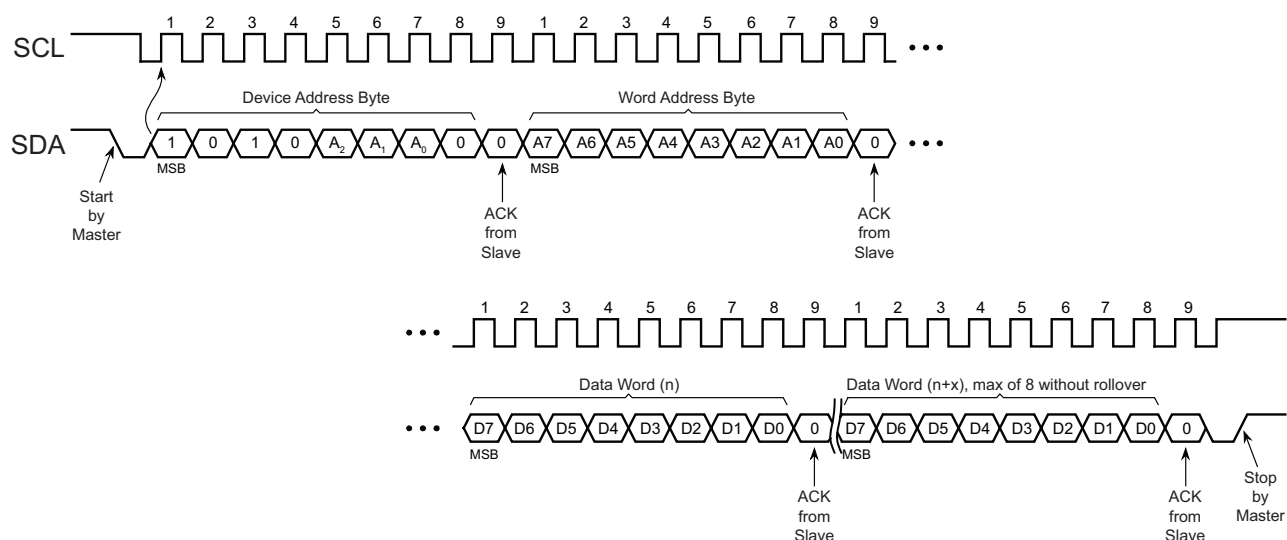 1 2 3 4 5 6 7 8 9 1 2 3 4 5 6 7 8 9
SCL
Device Address Byte Word Address Byte
SDA 1 0 1 0 A2 A1 A0 0 0 A7 A6 A5 A4 A3 A2 A1 A0 0
MSB MSB
Start
by
Master
ACK
from
Slave
ACK
from
Slave
1 2 3 4 5 6 7 8 9 1 2 3 4 5 6 7 8 9
Data Word (n) Data Word (n+x), max of 8 without rollover
D7 D6 D5 D4 D3 D2 D1 D0 0 D7 D6 D5 D4 D3 D2 D1 D0 0
MSB MSB
ACK
from
Slave
ACK
from
Slave
Stop
by
Master